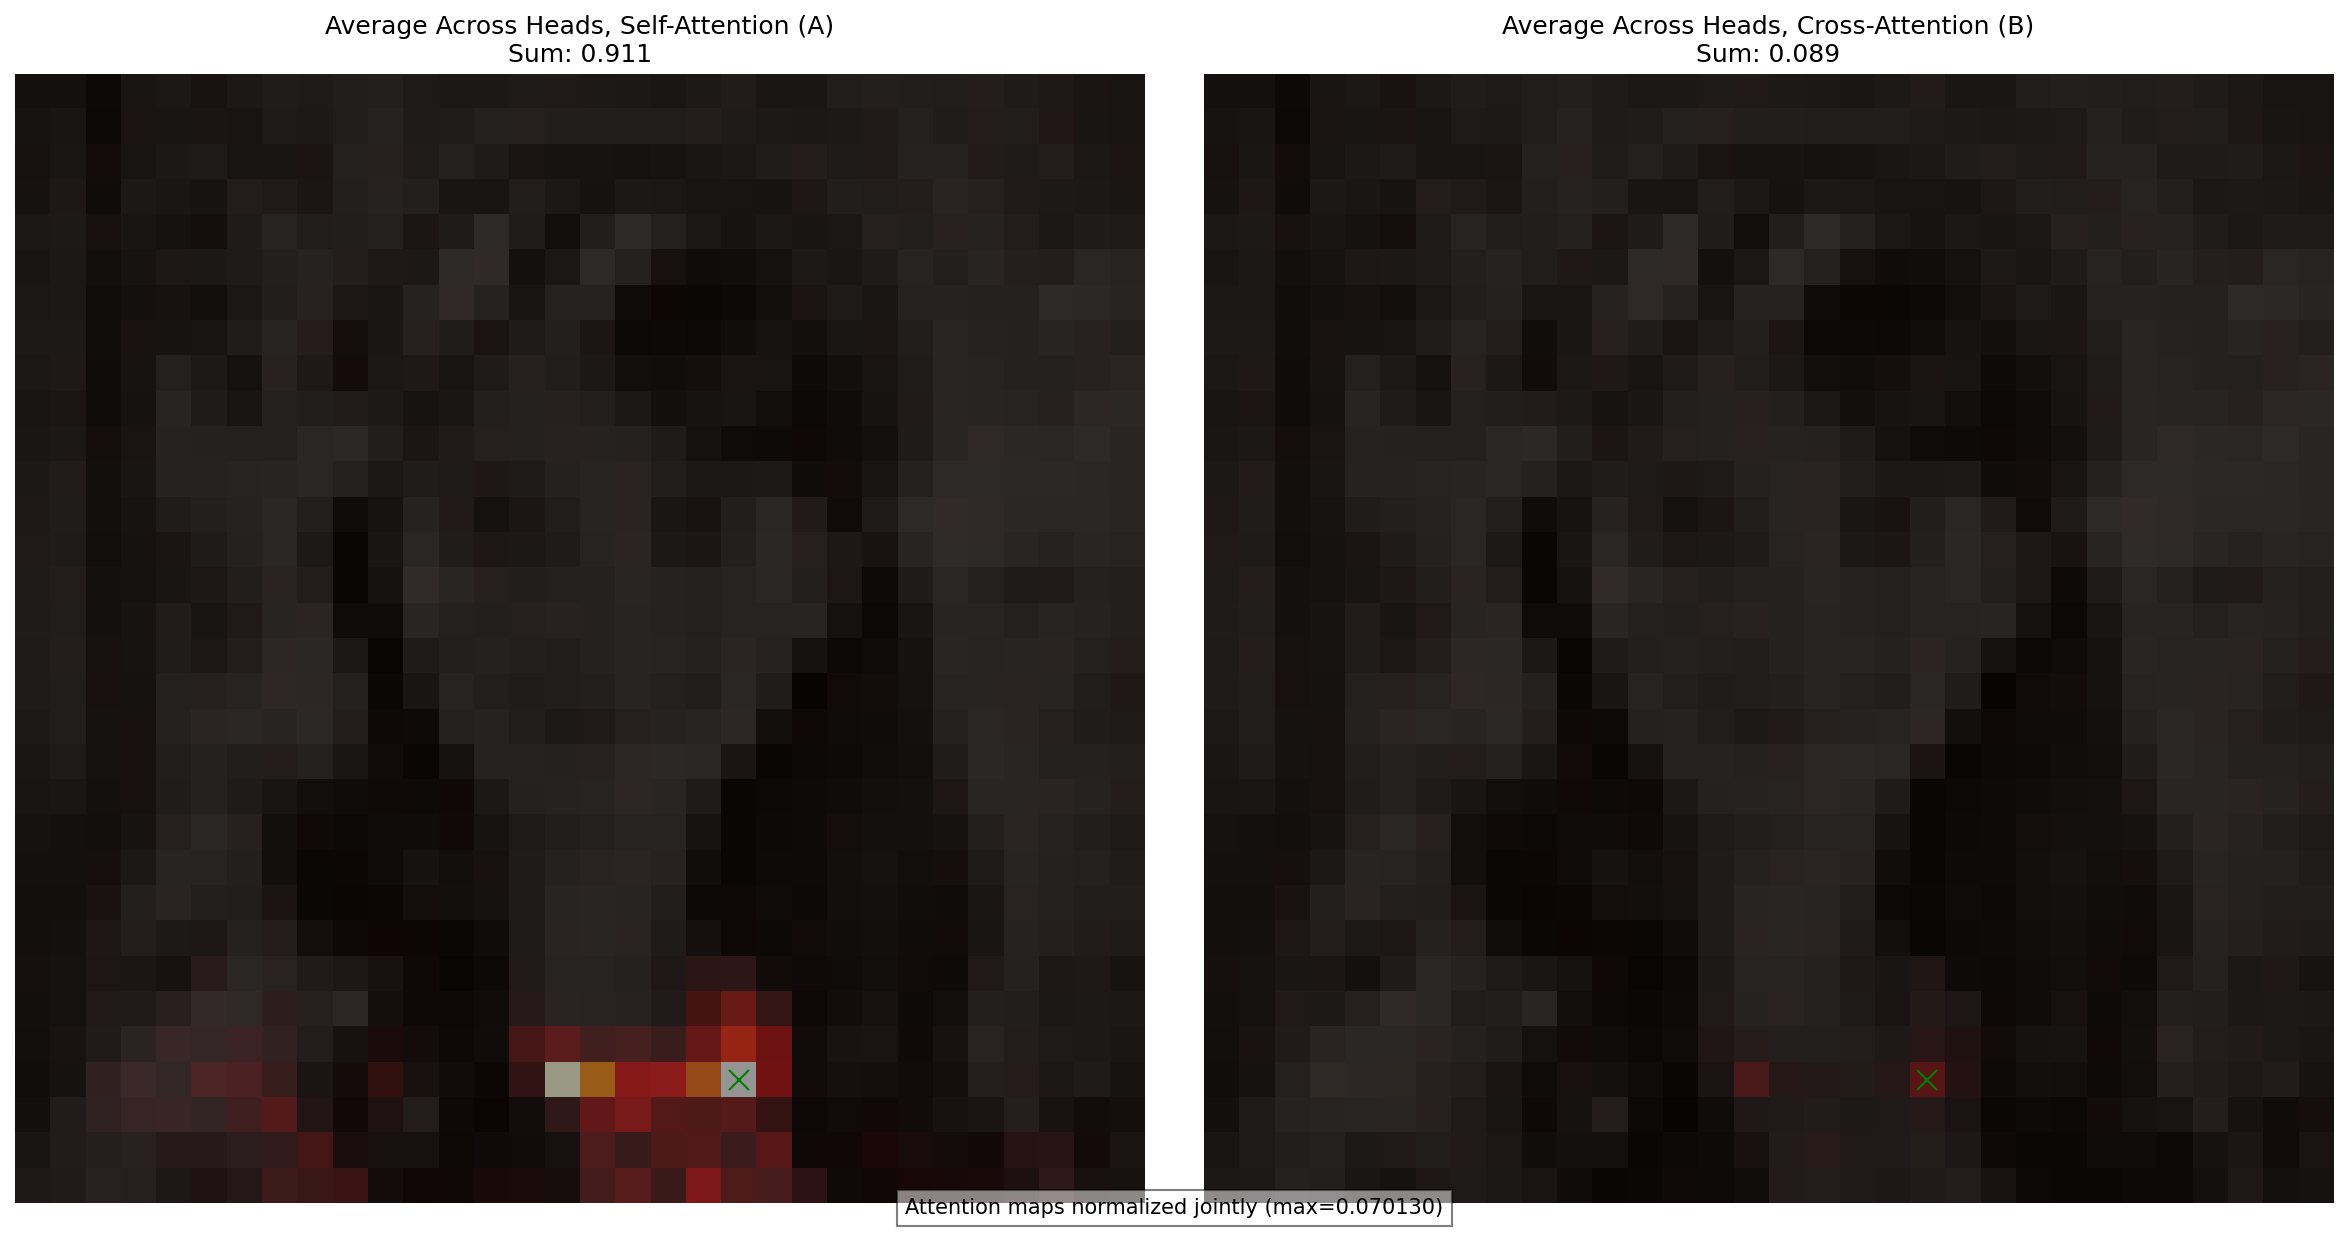 Average Across Heads, Self-Attention (A)
Sum: 0.911
Average Across Heads, Cross-Attention (B)
Sum: 0.089
Attention maps normalized jointly (max=0.070130)